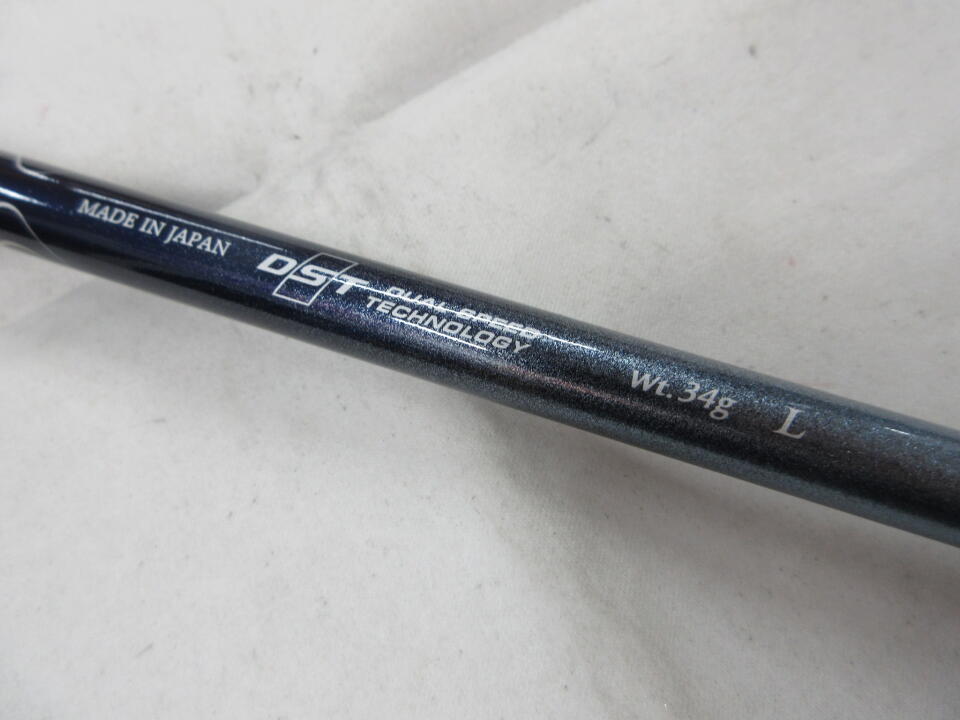 MADE IN JAPAN
DST DUAL SPEED
TECHNOLOGY
Wt. 34g L